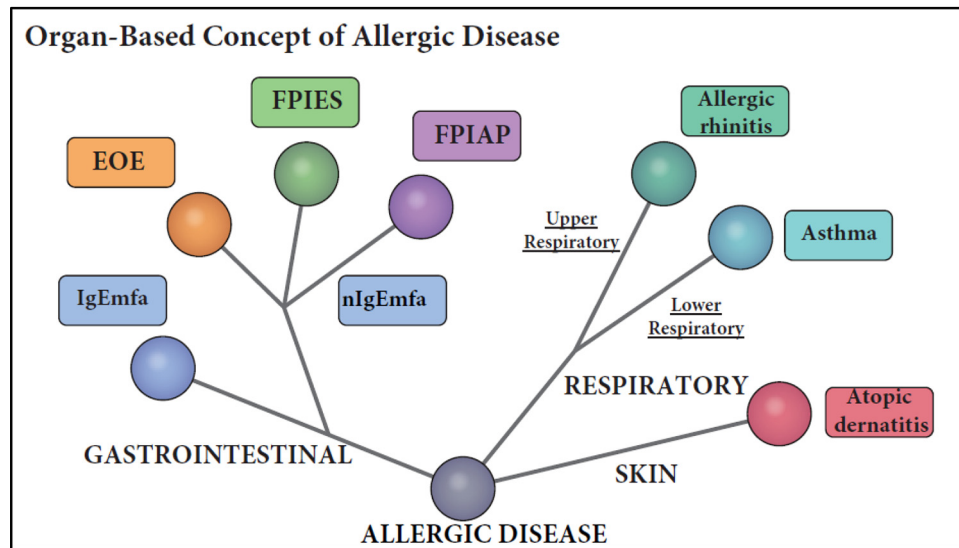 Organ-Based Concept of Allergic Disease
FPIES
Allergic
rhinitis
EOE
FPIAP
Upper
Respiratory
Asthma
IgEmfa
nIgEmfa
Lower
Respiratory
RESPIRATORY
Atopic
dernatitis
GASTROINTESTINAL
SKIN
ALLERGIC DISEASE